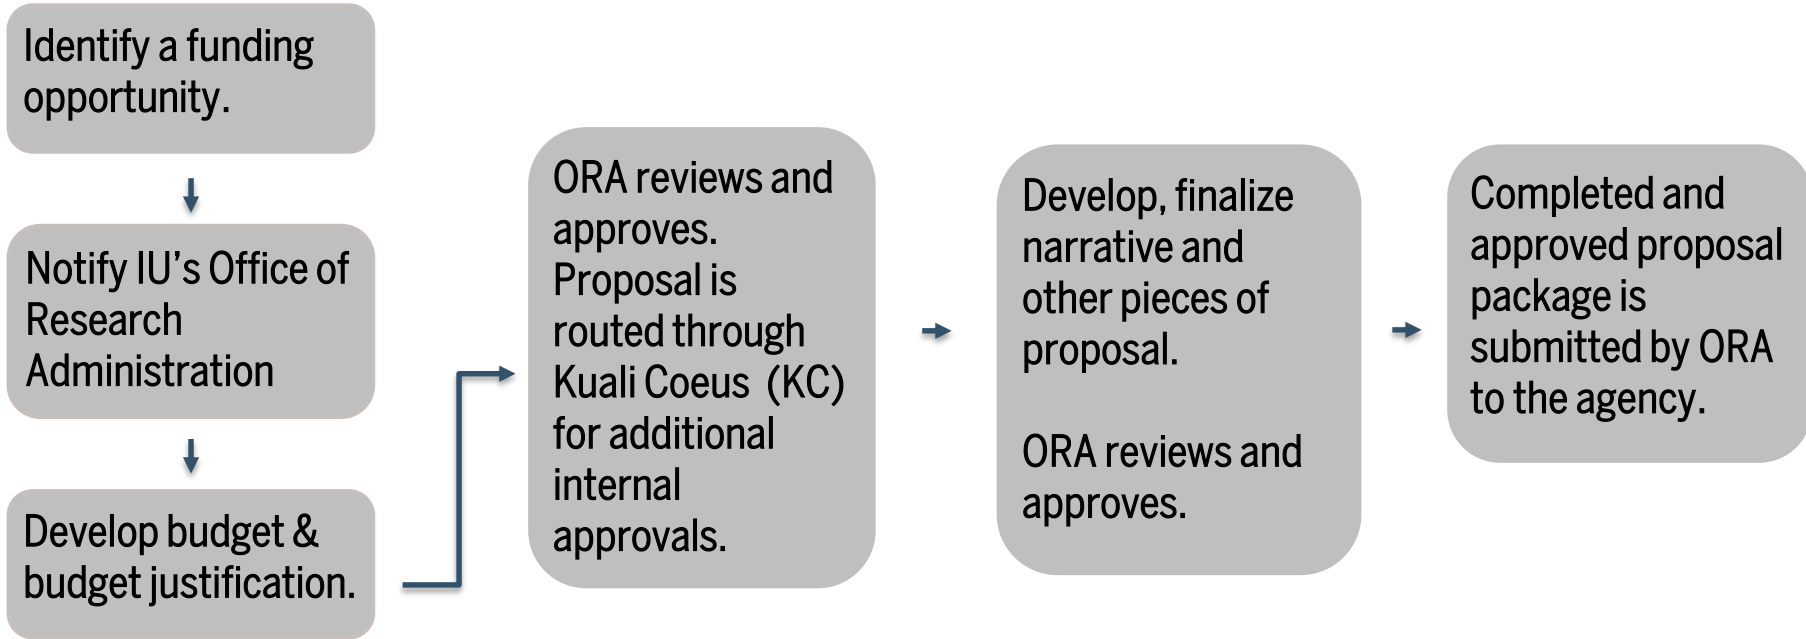 Identify a funding
opportunity.
Notify IU’s Office of
Research
Administration
Develop budget &
budget justification.
ORA reviews and
approves.
Proposal is
routed through
Kuali Coeus (KC)
for additional
internal
approvals.
Develop, finalize
narrative and
other pieces of
proposal.
ORA reviews and
approves.
Completed and
approved proposal
package is
submitted by ORA
to the agency.